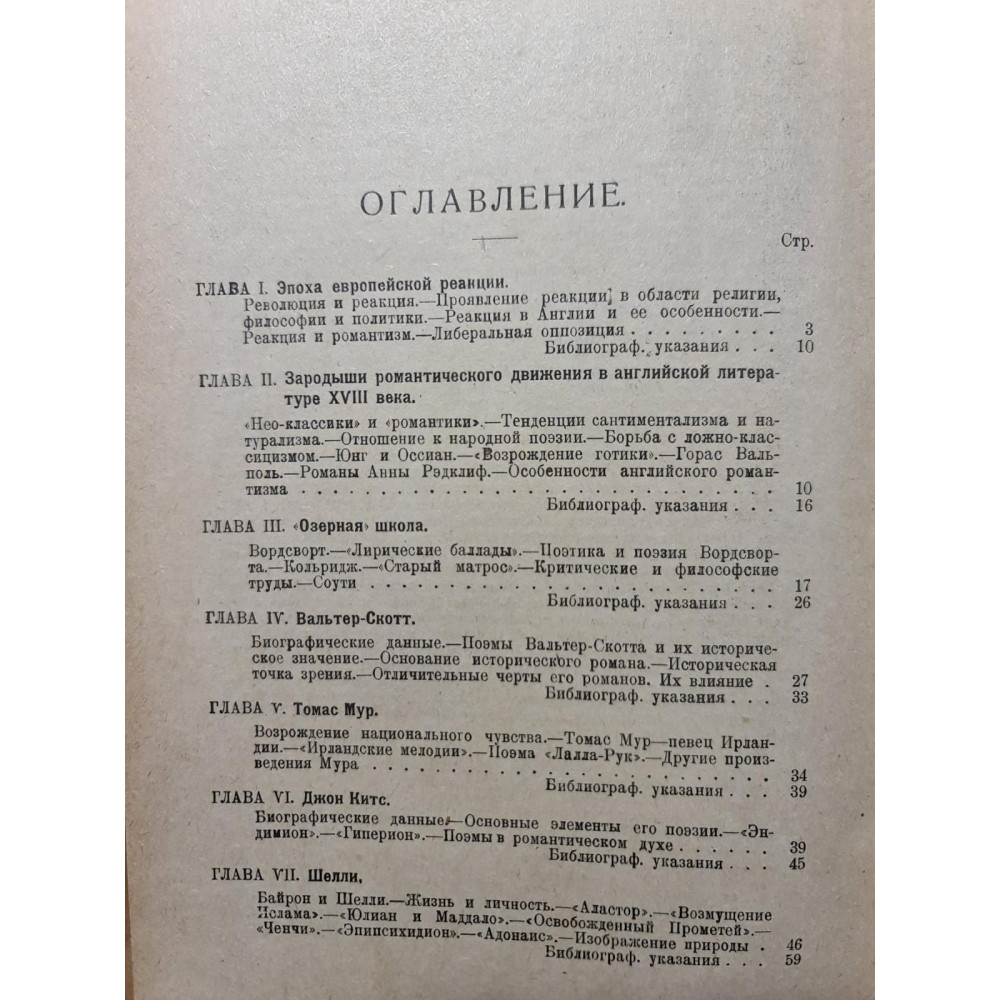 ОГЛАВЛЕНИЕ.
Стр.
ГЛАВА I. Эпоха европейской реакции.
Революция и реакция.—Проявление реакции в области религии,
философии и политики.—Реакция в Англии и ее особенности.—
Реакция и романтизм.—Либеральная оппозиция . . . . . . . . . 3
Библиограф. указания . . . 10
ГЛАВА II. Зародыши романтического движения в английской литера-
туре XVIII века.
«Нео-классики» и «романтики».—Тенденции сантиментализма и на-
турализма.—Отношение к народной поэзии.—Борьба с ложно-клас-
сицизмом.—Юнг и Оссиан.—«Возрождение готики».—Горас Валь-
поль.—Романы Анны Рэдклиф.—Особенности английского роман-
тизма . . . . . . . . . . . . . . . . . . . . . . . . . . . . 10
Библиограф. указания . . . 16
ГЛАВА III. «Озерная» школа.
Вордсворт.—«Лирические баллады».—Поэтика и поэзия Вордсвор-
та.—Кольридж.—«Старый матрос».—Критические и философские
труды.—Соути . . . . . . . . . . . . . . . . . . . . . . . . 17
Библиограф. указания . . . 26
ГЛАВА IV. Вальтер-Скотт.
Биографические данные.—Поэмы Вальтер-Скотта и их историче-
ское значение.—Основание исторического романа.—Историческая
точка зрения.—Отличительные черты его романов. Их влияние . 27
Библиограф. указания . . . 33
ГЛАВА V. Томас Мур.
Возрождение национального чувства.—Томас Мур—певец Ирлан-
дии.—«Ирландские мелодии».—Поэма «Лалла-Рук».—Другие произ-
ведения Мура . . . . . . . . . . . . . . . . . . . . . . . . 34
Библиограф. указания . . . 39
ГЛАВА VI. Джон Китс.
Биографические данные—Основные элементы его поэзии.—«Эн-
димион».—«Гиперион».—Поэмы в романтическом духе . . . . . . 39
Библиограф. указания . . . 45
ГЛАВА VII. Шелли,
Байрон и Шелли.—Жизнь и личность.—«Аластор».—«Возмущение
Ислама».—«Юлиан и Маддало».—«Освобожденный Прометей».—
«Ченчи».—«Эпипсихидион».—«Адонаис».—Изображение природы . 46
Библиограф. указания . . . 59